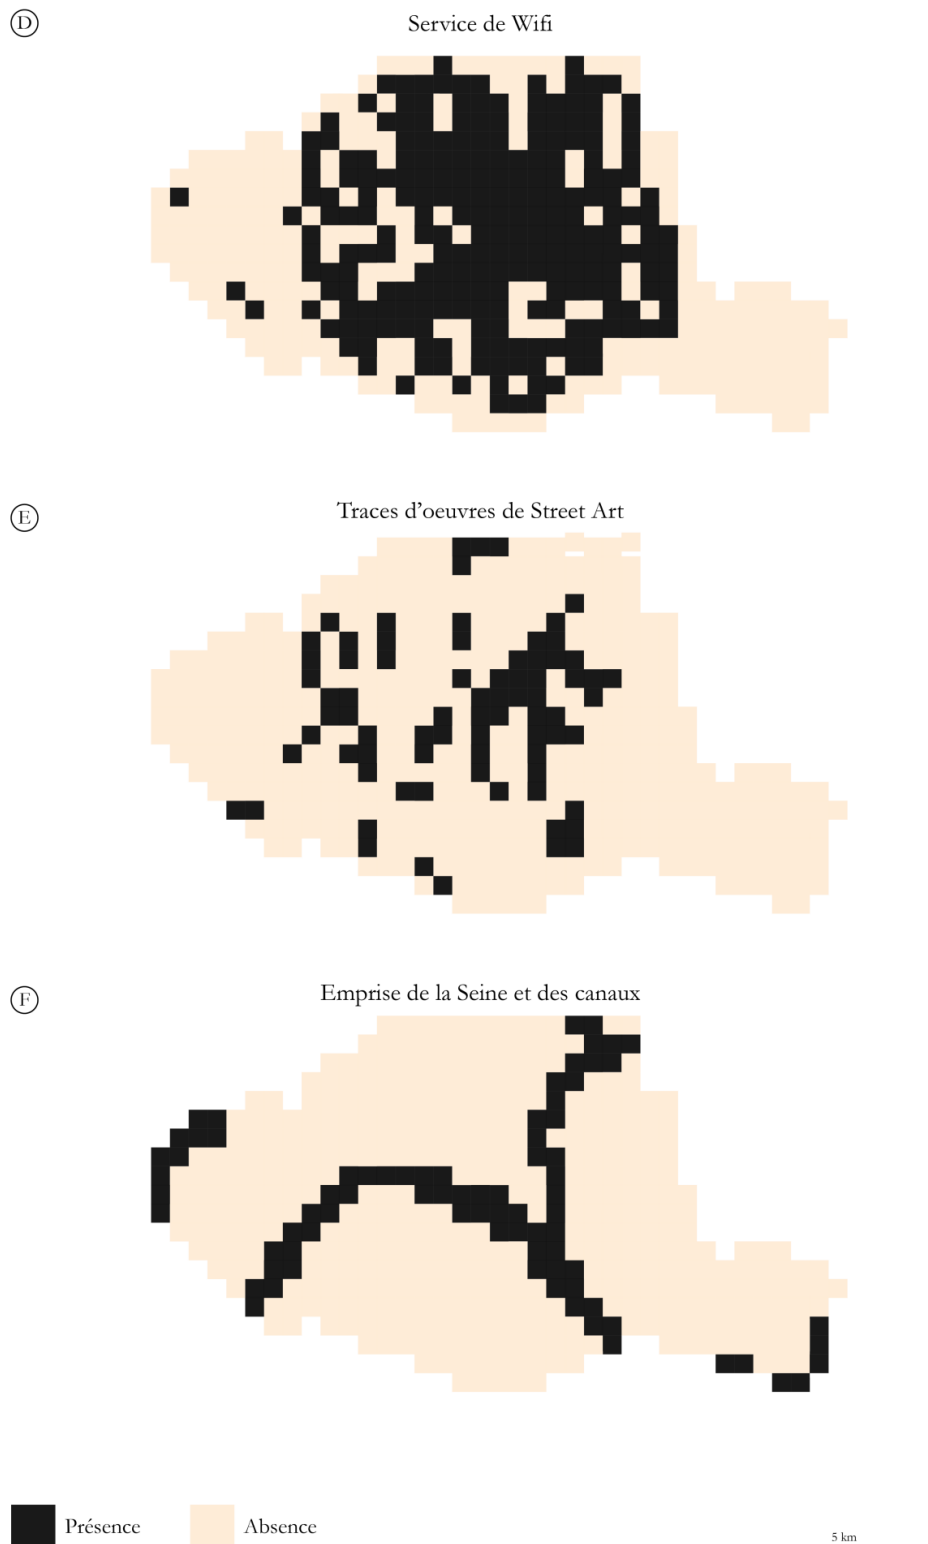 D
Service de Wifi
E
Traces d’oeuvres de Street Art
F
Emprise de la Seine et des canaux
Présence
Absence
5 km